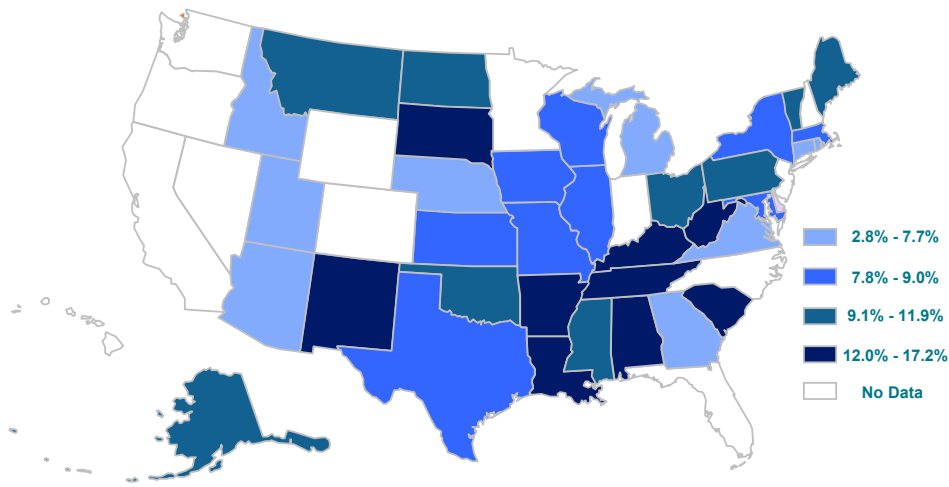 2.8% - 7.7%
7.8% - 9.0%
9.1% - 11.9%
12.0% - 17.2%
No Data